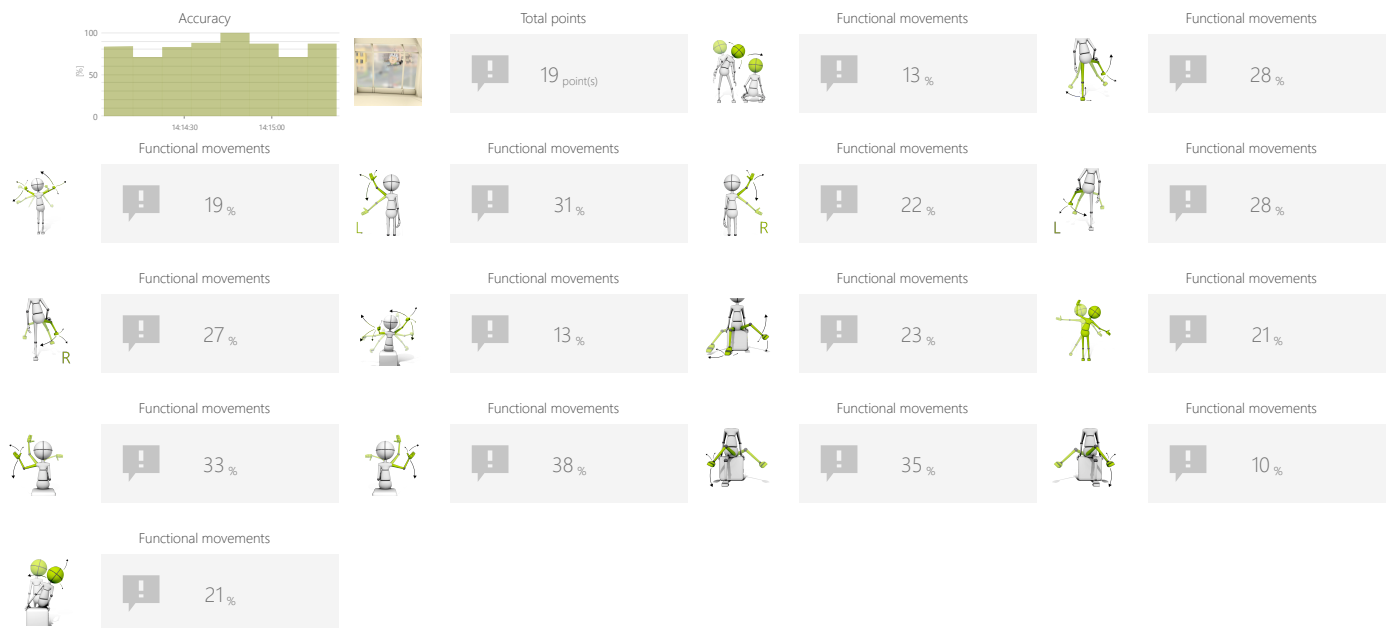 Accuracy
Total points
Functional movements
Functional movements
100
[%]
50
0
14:14:30
14:15:00
19 point(s)
13 %
28 %
Functional movements
Functional movements
Functional movements
Functional movements
19 %
L
31 %
R
22 %
L
28 %
Functional movements
Functional movements
Functional movements
Functional movements
R
27 %
13 %
23 %
21 %
Functional movements
Functional movements
Functional movements
Functional movements
33 %
38 %
35 %
10 %
Functional movements
21 %